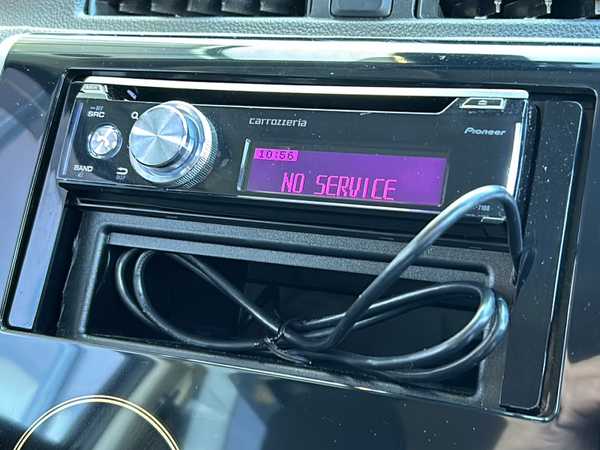 SRC
carrozzeria
Pioneer
10:56
BAND
NO SERVICE